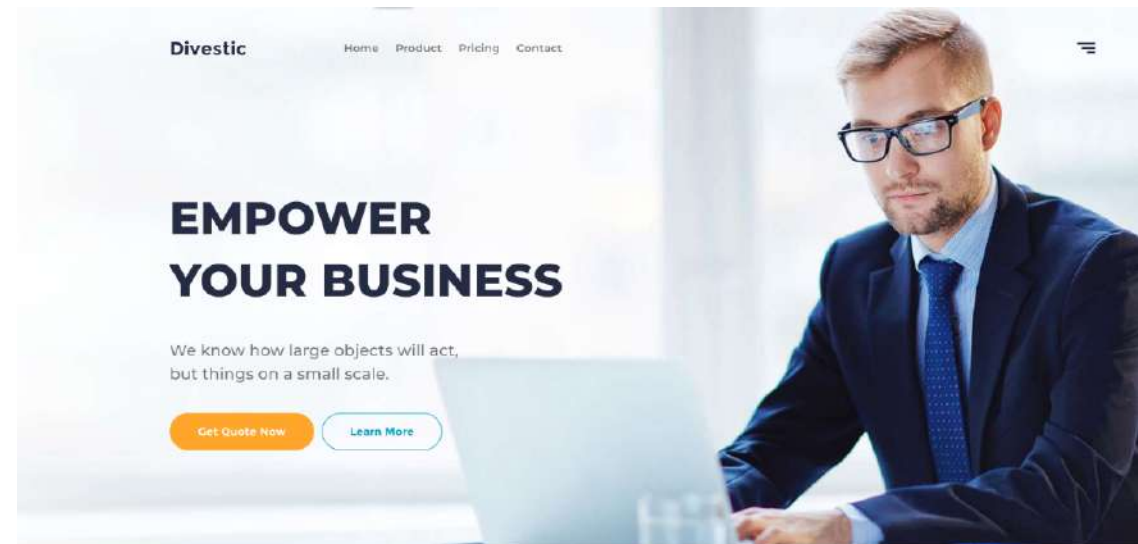 Divestic
Home Product Pricing Contact
EMPOWER
YOUR BUSINESS
We know how large objects will act,
but things on a small scale.
Get Quote Now
Learn More